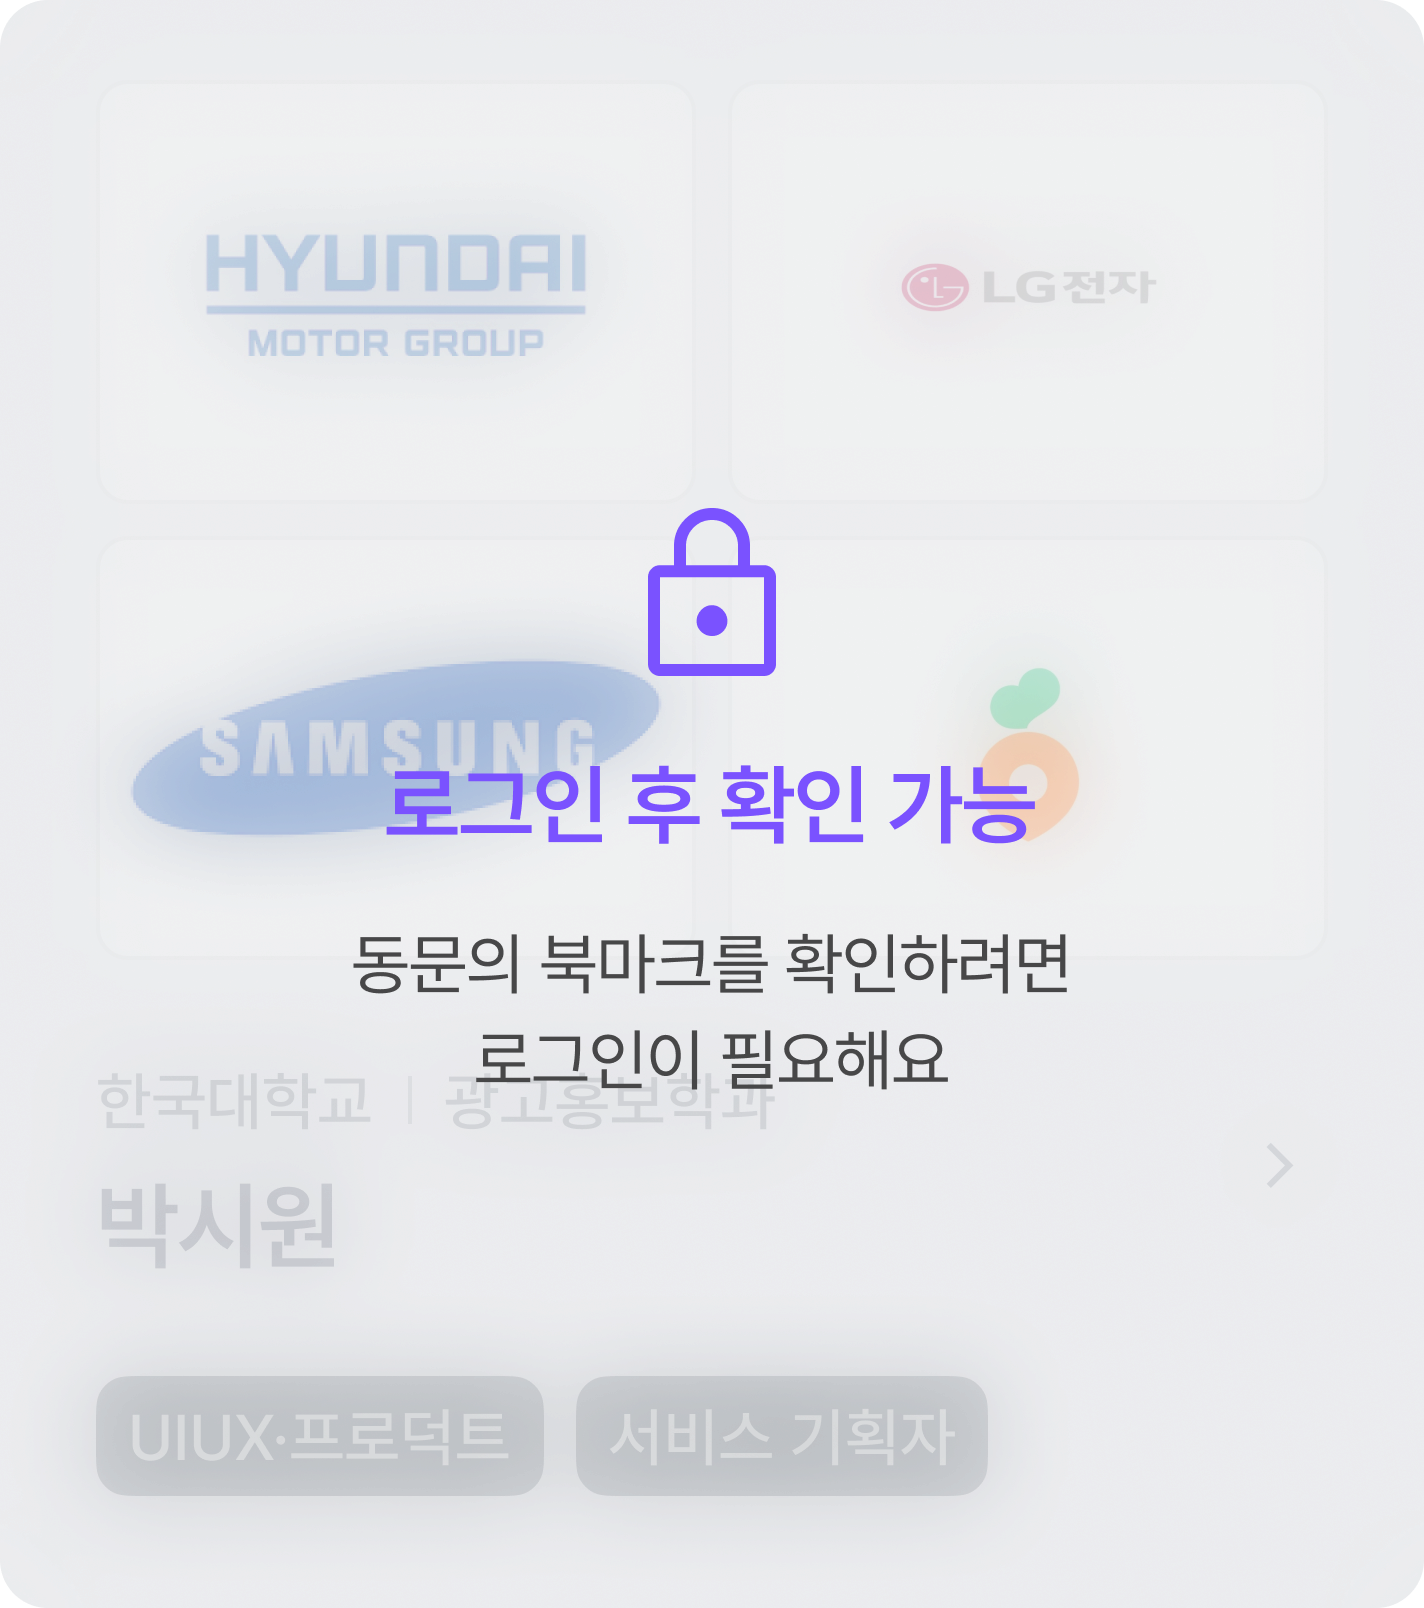 HYUNDAI
MOTOR GROUP
LG전자
SAMSUNG
로그인 후 확인 가능
동문의 북마크를 확인하려면
로그인이 필요해요
한국대학교 | 광고홍보학과
박시원
UIUX·프로덕트
서비스 기획자